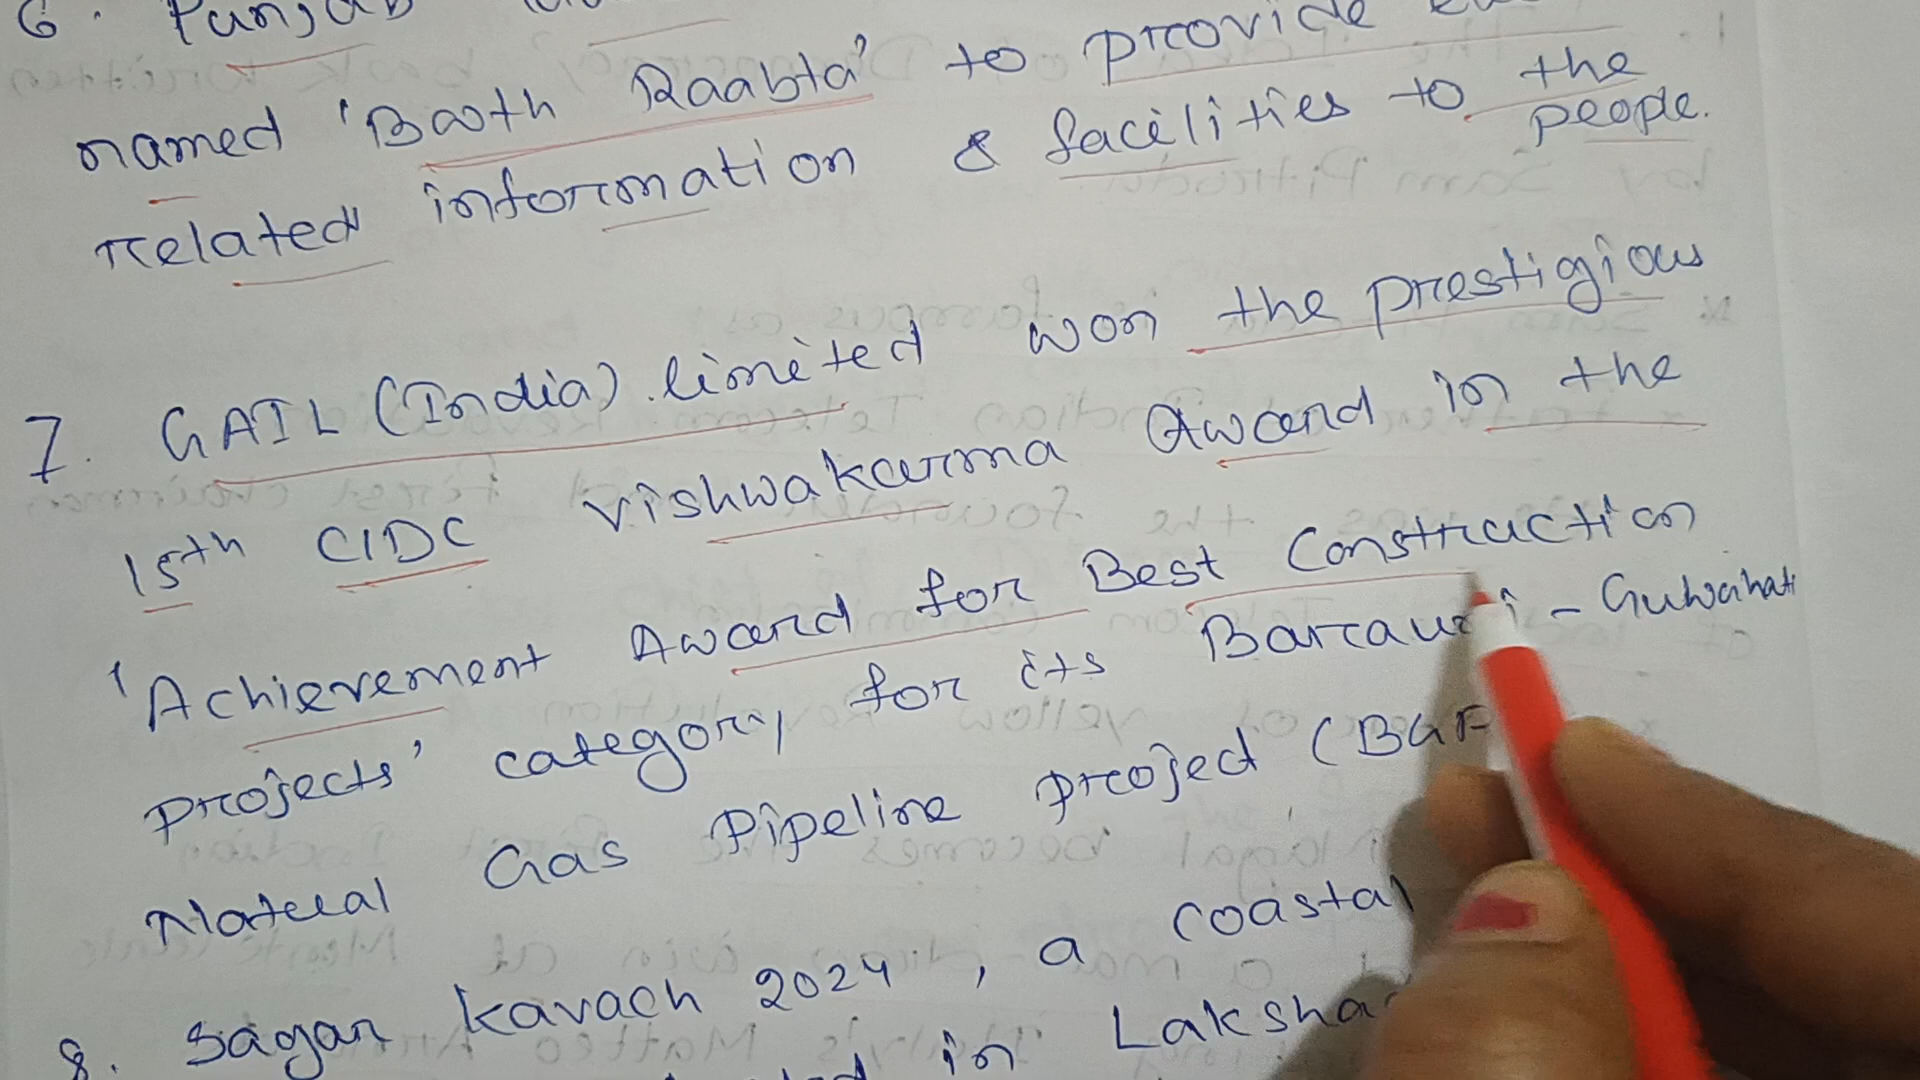 6. Punjab
named 'Booth Raabta' to provide
related information & facilities to the
people.
7. GAIL (India) limited won the prestigious
15th CIDC Vishwakarma Award in the
'Achievement Award for Best Construction
Projects' category, for its Barauni - Guwahati
Natural Gas Pipeline project (BG
8. Sagar Kavach 2024, a coastal
in Laksha